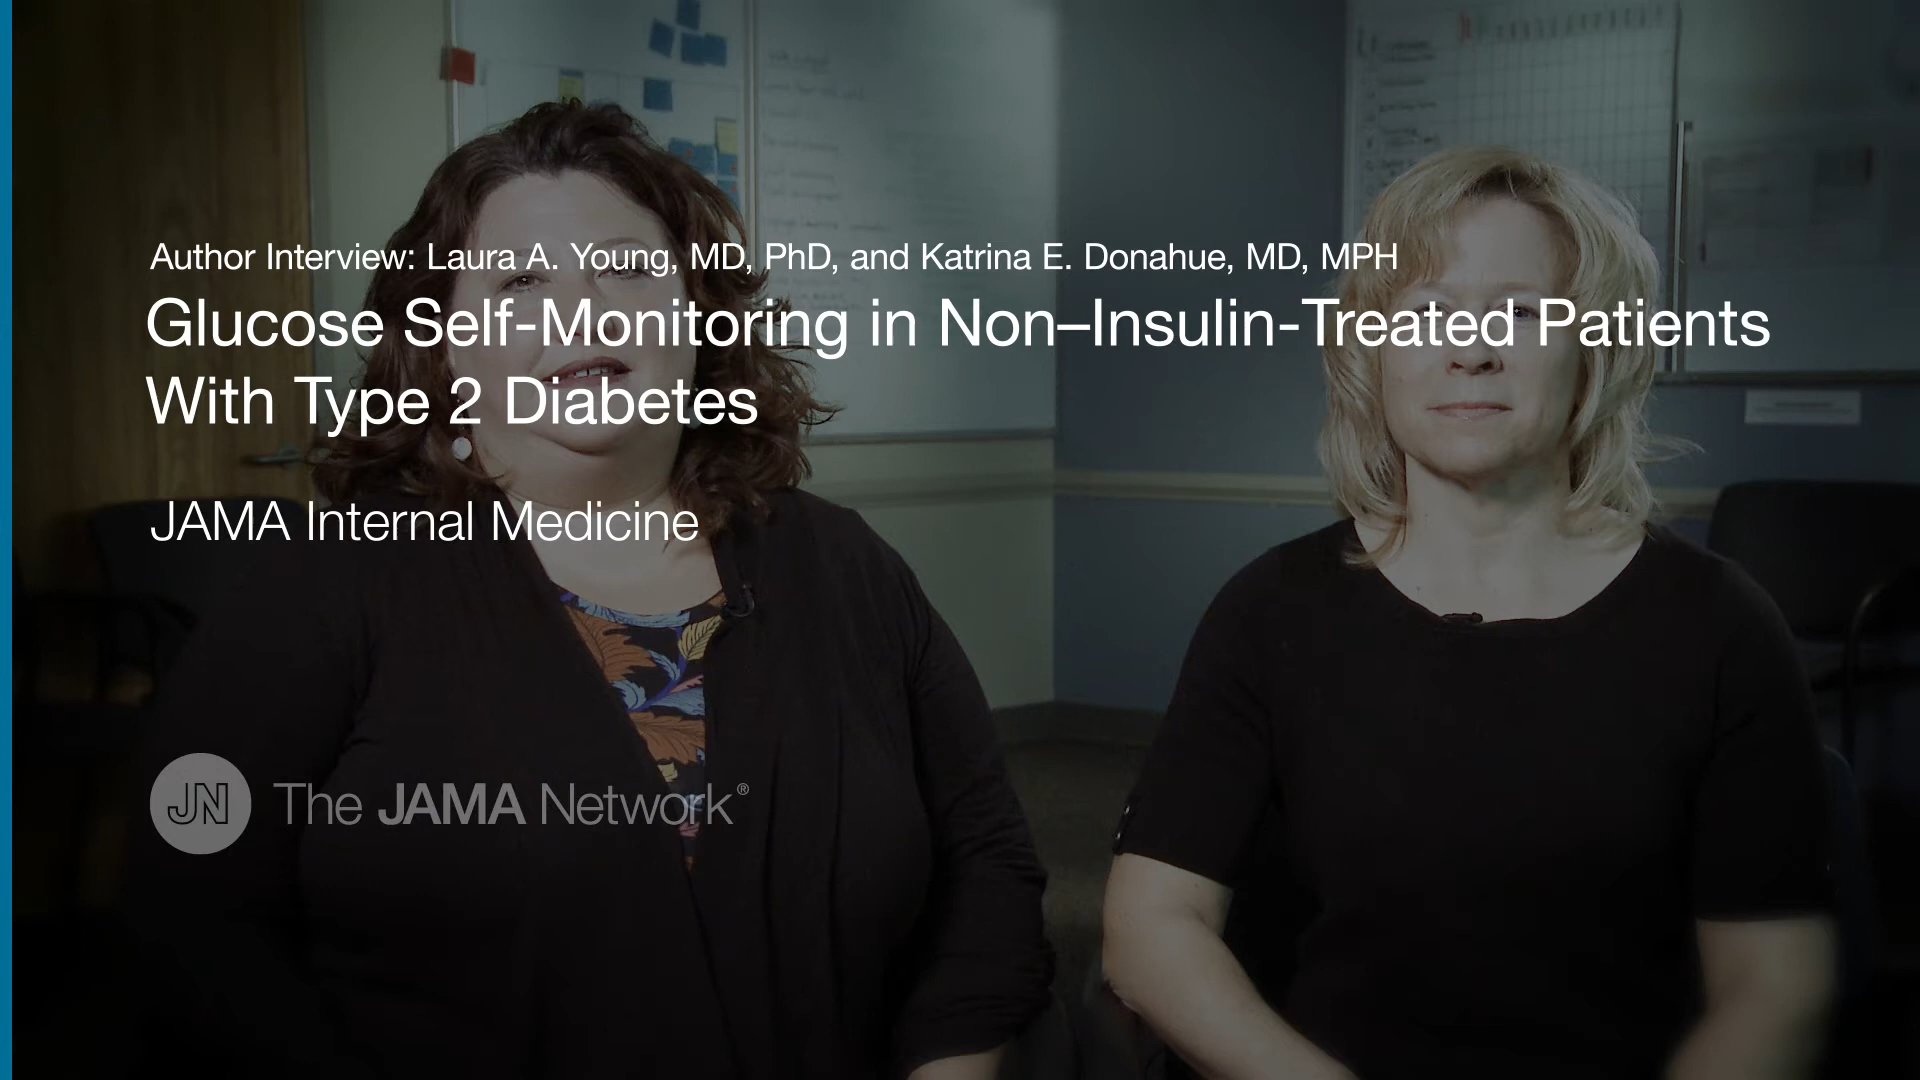 Author Interview: Laura A. Young, MD, PhD, and Katrina E. Donahue, MD, MPH
Glucose Self-Monitoring in Non–Insulin-Treated Patients
With Type 2 Diabetes
JAMA Internal Medicine
JN The JAMA Network®